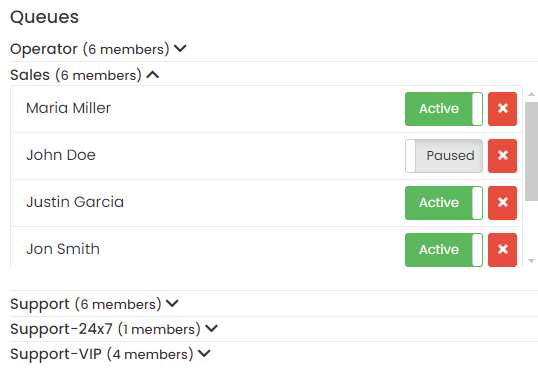 Queues
Operator (6 members)
Sales (6 members)
Maria Miller Active
John Doe Paused
Justin Garcia Active
Jon Smith Active
Support (6 members)
Support-24x7 (1 members)
Support-VIP (4 members)